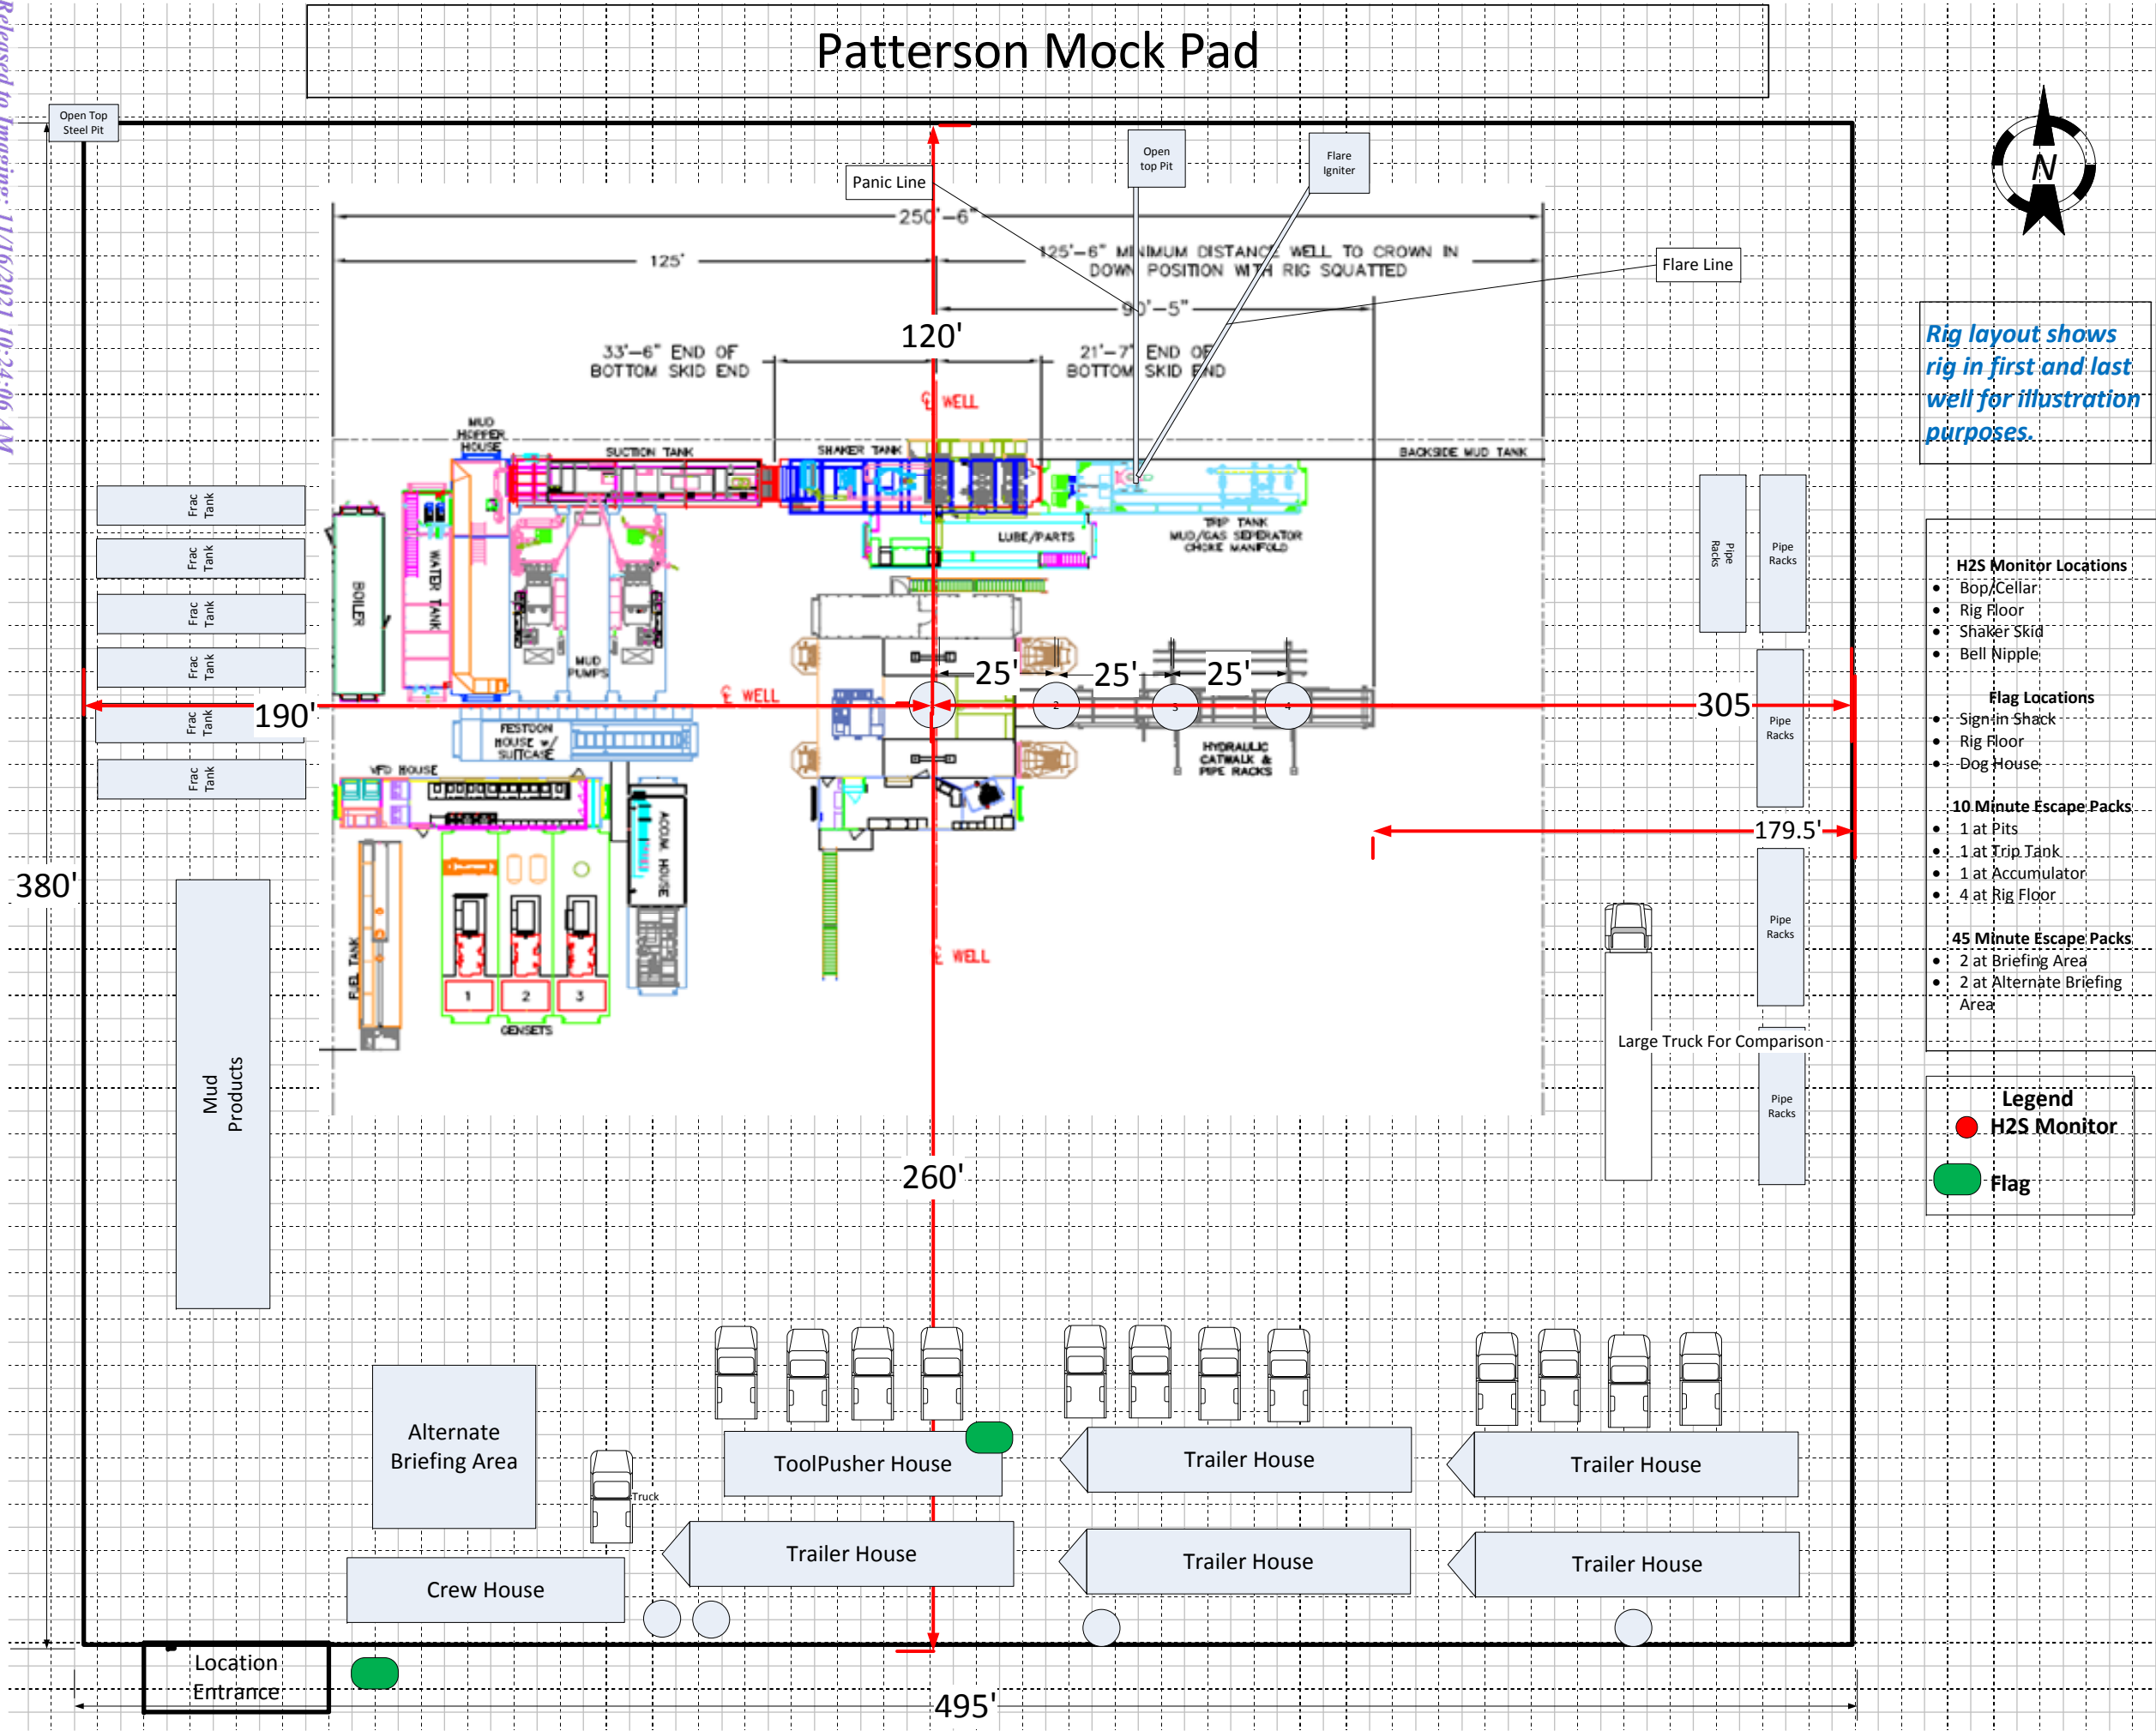 Released to Imaging: 11/16/2021 10:24:06 AM
Patterson Mock Pad
Open Top
Steel Pit
Panic Line
Open
top Pit
Flare
Igniter
N
250'-6"
125'
125'-6" MINIMUM DISTANCE WELL TO CROWN IN
DOWN POSITION WITH RIG SQUATTED
Flare Line
90'-5"
120'
33'-6" END OF
BOTTOM SKID END
21'-7" END OF
BOTTOM SKID END
Rig layout shows
rig in first and last
well for illustration
purposes.
℄ WELL
MUD
HOPPER
HOUSE
SUCTION TANK
SHAKER TANK
BACKSIDE MUD TANK
Frac
Tank
Frac
Tank
Frac
Tank
Frac
Tank
Frac
Tank
Frac
Tank
BOILER
WATER TANK
MUD
PUMPS
LUBE/PARTS
TRIP TANK
MUD/GAS SEPERATOR
CHOKE MANIFOLD
Pipe
Racks
Pipe
Racks
Pipe
Racks
H2S Monitor Locations
• Bop/Cellar
• Rig Floor
• Shaker Skid
• Bell Nipple
Flag Locations
• Sign in Shack
• Rig Floor
• Dog House
10 Minute Escape Packs
• 1 at Pits
• 1 at Trip Tank
• 1 at Accumulator
• 4 at Rig Floor
45 Minute Escape Packs
• 2 at Briefing Area
• 2 at Alternate Briefing
Area
25'
25'
25'
℄ WELL
190'
2
3
4
305
FESTOON
HOUSE w/
SUITCASE
HYDRAULIC
CATWALK &
PIPE RACKS
VFD HOUSE
ACCUM. HOUSE
179.5'
380'
Pipe
Racks
FUEL TANK
℄ WELL
1
2
3
GENSETS
Large Truck For Comparison
Pipe
Racks
Mud
Products
Legend
H2S Monitor
Flag
260'
Alternate
Briefing Area
Truck
ToolPusher House
Trailer House
Trailer House
Trailer House
Trailer House
Trailer House
Crew House
Location
Entrance
495'